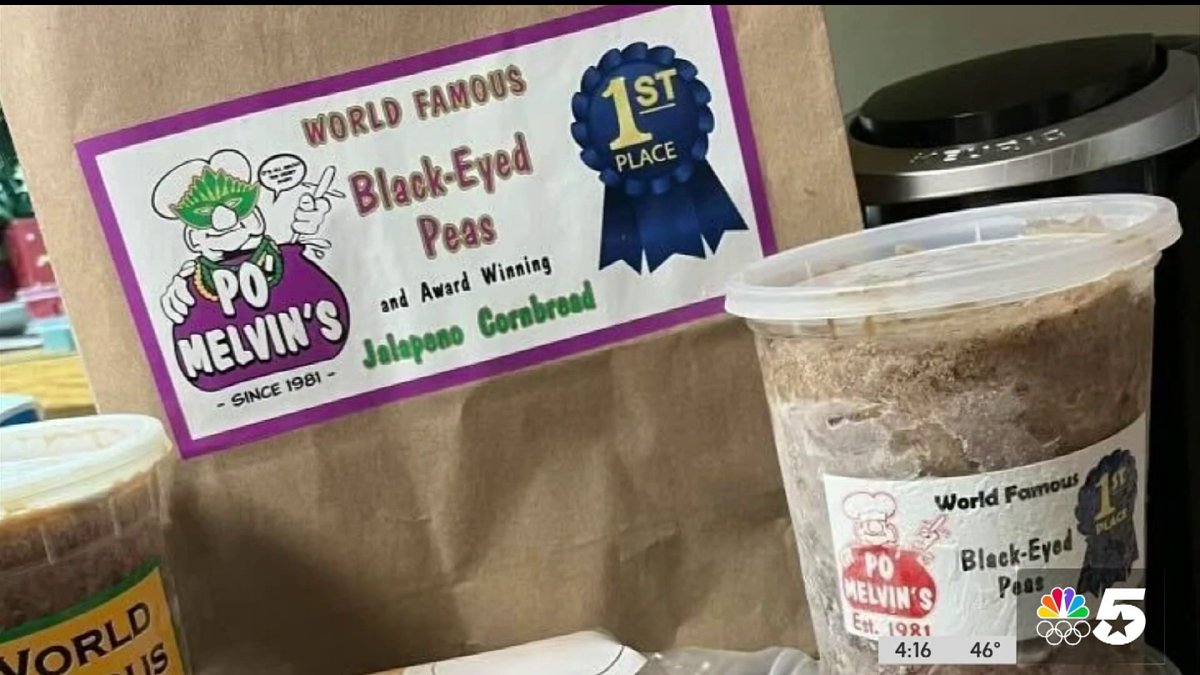 WORLD FAMOUS
Black-Eyed
Peas
and Award Winning
Jalapeno Cornbread
1ST
PLACE
PO'
MELVIN'S
- SINCE 1981 -
KEURIG
World Famous
Black-Eyed
Peas
1ST
PLACE
PO'
MELVIN'S
Est. 1981
WORLD
5
4:16 46°